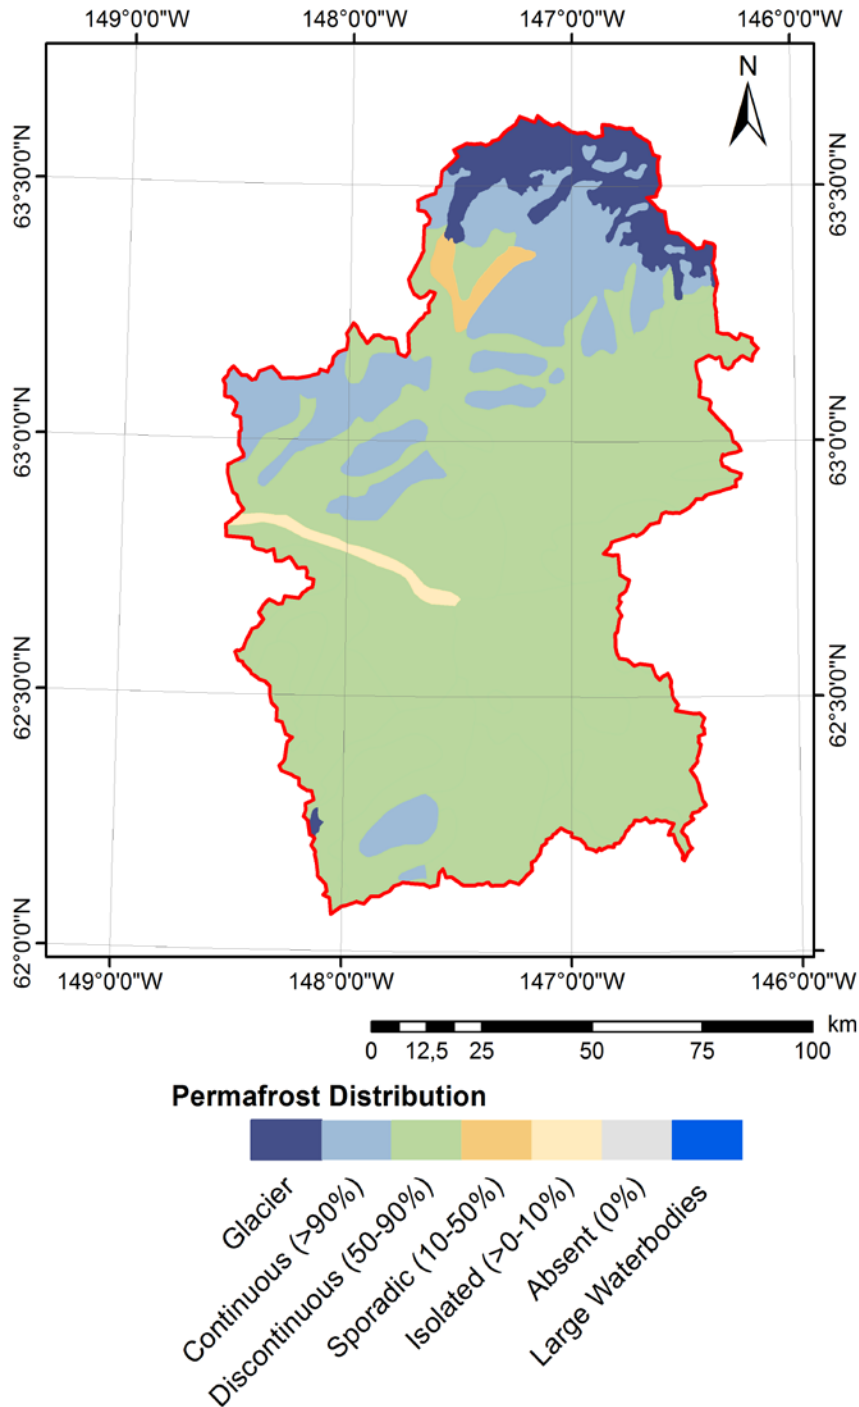 149°0'0"W 148°0'0"W 147°0'0"W 146°0'0"W
N
63°30'0"N
63°30'0"N
63°0'0"N
63°0'0"N
62°30'0"N
62°30'0"N
62°0'0"N
149°0'0"W 148°0'0"W 147°0'0"W 146°0'0"W
km
0 12,5 25 50 75 100
Permafrost Distribution
Glacier
Continuous (>90%)
Discontinuous (50-90%)
Sporadic (10-50%)
Isolated (>0-10%)
Absent (0%)
Large Waterbodies